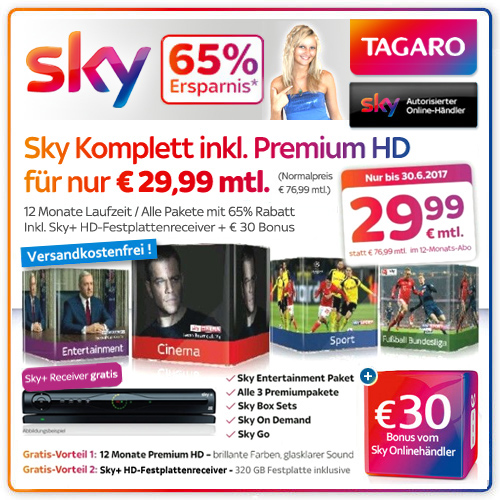 sky
65%
Ersparnis*
TAGARO
sky Autorisierter
Online-Händler
Sky Komplett inkl. Premium HD
für nur € 29,99 mtl.
(Normalpreis
€ 76,99 mtl.)
12 Monate Laufzeit / Alle Pakete mit 65% Rabatt
Inkl. Sky+ HD-Festplattenreceiver + € 30 Bonus
Nur bis 30.6.2017
29 99
€ mtl.
statt € 76,99 mtl. im 12-Monats-Abo
Versandkostenfrei !
Entertainment
sky CINEMA
Cinema
Sport
Fußball Bundesliga
Sky+ Receiver gratis
sky
Abbildungsbeispiel
Sky Entertainment Paket
Alle 3 Premiumpakete
Sky Box Sets
Sky On Demand
Sky Go
+
€30
Bonus vom
Sky Onlinehändler
Gratis-Vorteil 1: 12 Monate Premium HD – brillante Farben, glasklarer Sound
Gratis-Vorteil 2: Sky+ HD-Festplattenreceiver - 320 GB Festplatte inklusive